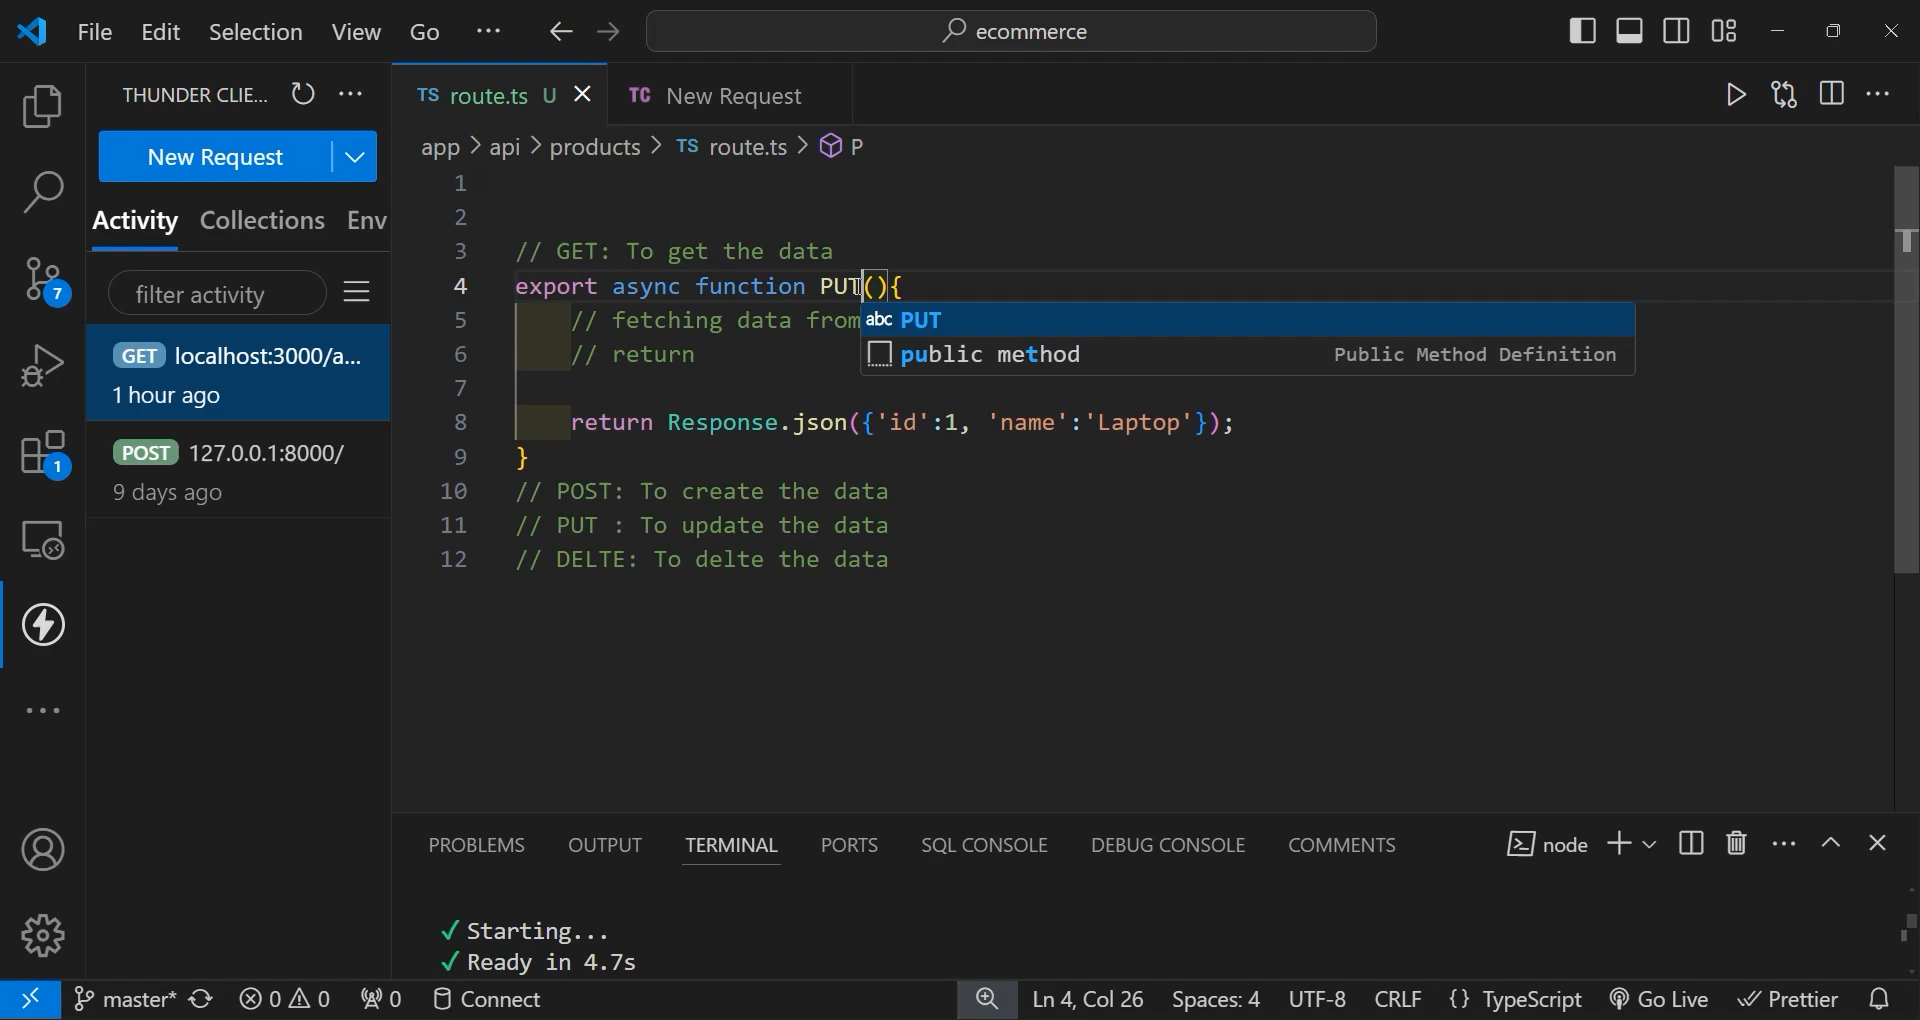 File Edit Selection View Go ··· ecommerce
THUNDER CLIE... ···
New Request
Activity Collections Env
filter activity
GET localhost:3000/a...
1 hour ago
POST 127.0.0.1:8000/
9 days ago
7
1
TS route.ts U TC New Request
app > api > products > TS route.ts > P
1
2
3 // GET: To get the data
4 export async function PUT(){
5 // fetching data from
6 // return
7
8 return Response.json({'id':1, 'name':'Laptop'});
9 }
10 // POST: To create the data
11 // PUT : To update the data
12 // DELTE: To delte the data
abc PUT
public method Public Method Definition
PROBLEMS OUTPUT TERMINAL PORTS SQL CONSOLE DEBUG CONSOLE COMMENTS node
✓ Starting...
✓ Ready in 4.7s
master* 0 0 0 Connect Ln 4, Col 26 Spaces: 4 UTF-8 CRLF {} TypeScript Go Live Prettier